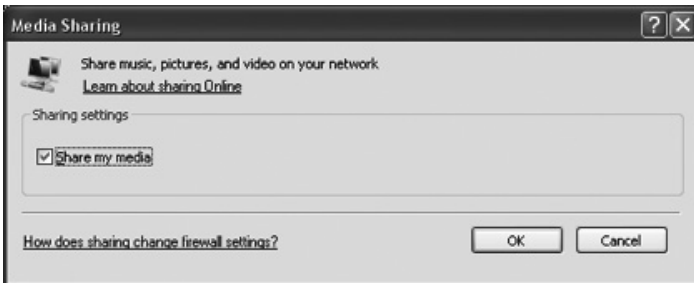 Media Sharing
Share music, pictures, and video on your network
Learn about sharing Online
Sharing settings
Share my media
How does sharing change firewall settings?
OK Cancel